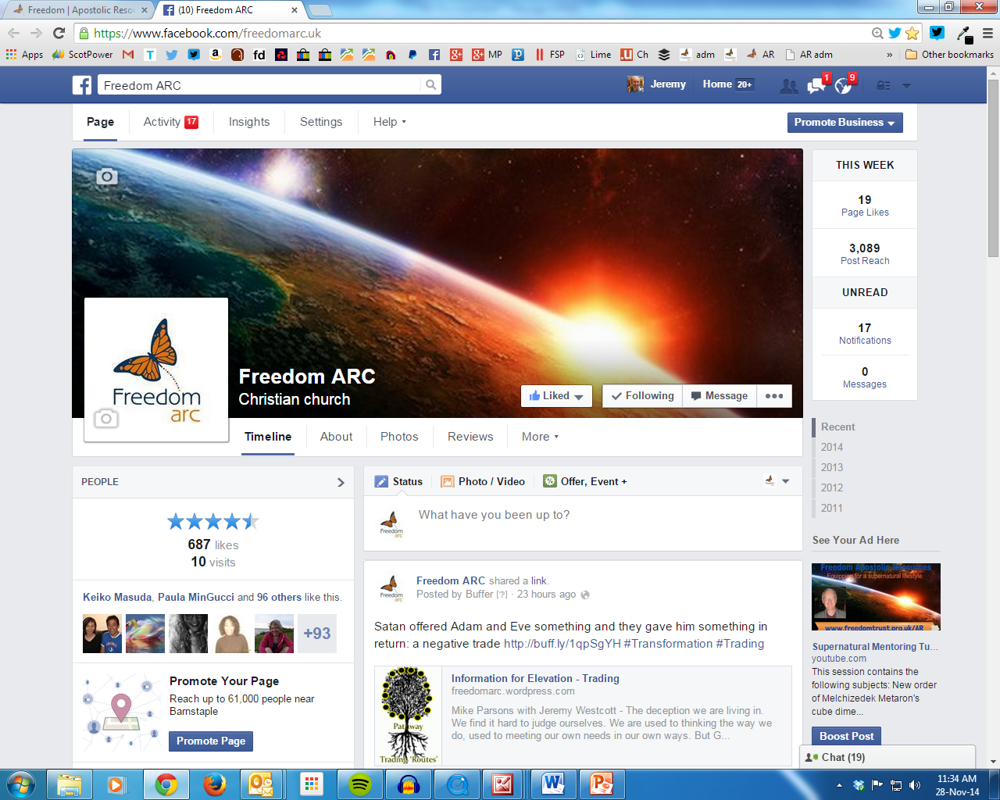 Freedom | Apostolic Resou
(10) Freedom ARC
https://www.facebook.com/freedomarc.uk
Apps
ScotPower
fd
MP
FSP
Lime
Ch
adm
AR
AR adm
»
Other bookmarks
Freedom ARC
Jeremy
Home 20+
1
9
Page
Activity 17
Insights
Settings
Help
Promote Business
THIS WEEK
19
Page Likes
3,089
Post Reach
UNREAD
17
Notifications
0
Messages
Freedom
arc
Freedom ARC
Christian church
Liked
Following
Message
Timeline
About
Photos
Reviews
More
Recent
2014
2013
2012
2011
PEOPLE
687 likes
10 visits
Keiko Masuda, Paula MinGucci and 96 others like this.
+93
Promote Your Page
Reach up to 61,000 people near
Barnstaple
Promote Page
Status
Photo / Video
Offer, Event +
What have you been up to?
Freedom
arc
Freedom ARC shared a link.
Posted by Buffer [?] · 23 hours ago
Freedom
arc
Satan offered Adam and Eve something and they gave him something in
return: a negative trade http://buff.ly/1qpSgYH #Transformation #Trading
Pathway
Trading 'Routes'
Information for Elevation - Trading
freedomarc.wordpress.com
Mike Parsons with Jeremy Westcott - The deception we are living in.
We find it hard to judge ourselves. We are used to thinking the way we
do, used to meeting our own needs in our own ways. But G...
See Your Ad Here
Freedom Apostolic Resources
Equipping for a supernatural lifestyle
www.freedomtrust.org.uk/AR
Supernatural Mentoring Tu...
youtube.com
This session contains the
following subjects: New order
of Melchizedek Metaron's
cube dime...
Boost Post
Chat (19)
11:34 AM
28-Nov-14